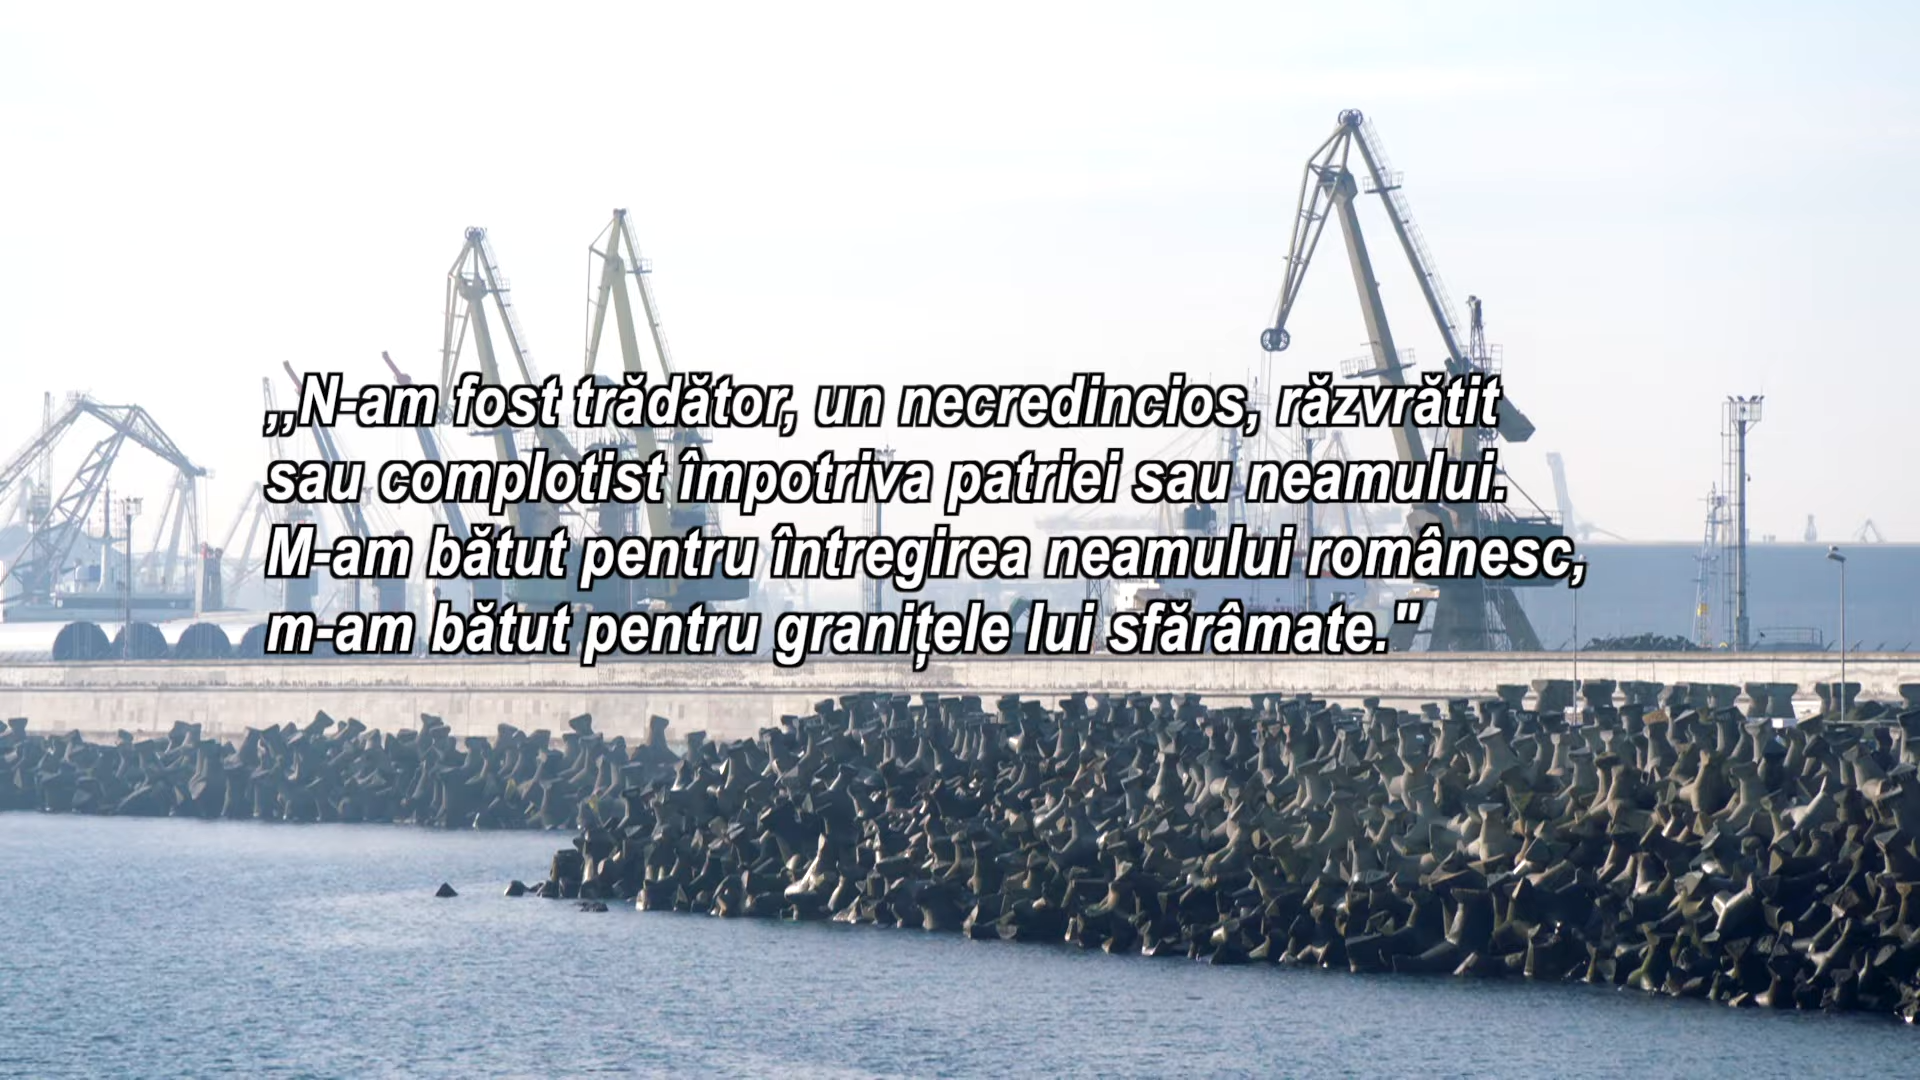 ,,N-am fost trădător, un necredincios, răzvrătit
sau complotist împotriva patriei sau neamului.
M-am bătut pentru întregirea neamului românesc,
m-am bătut pentru granițele lui sfărâmate."